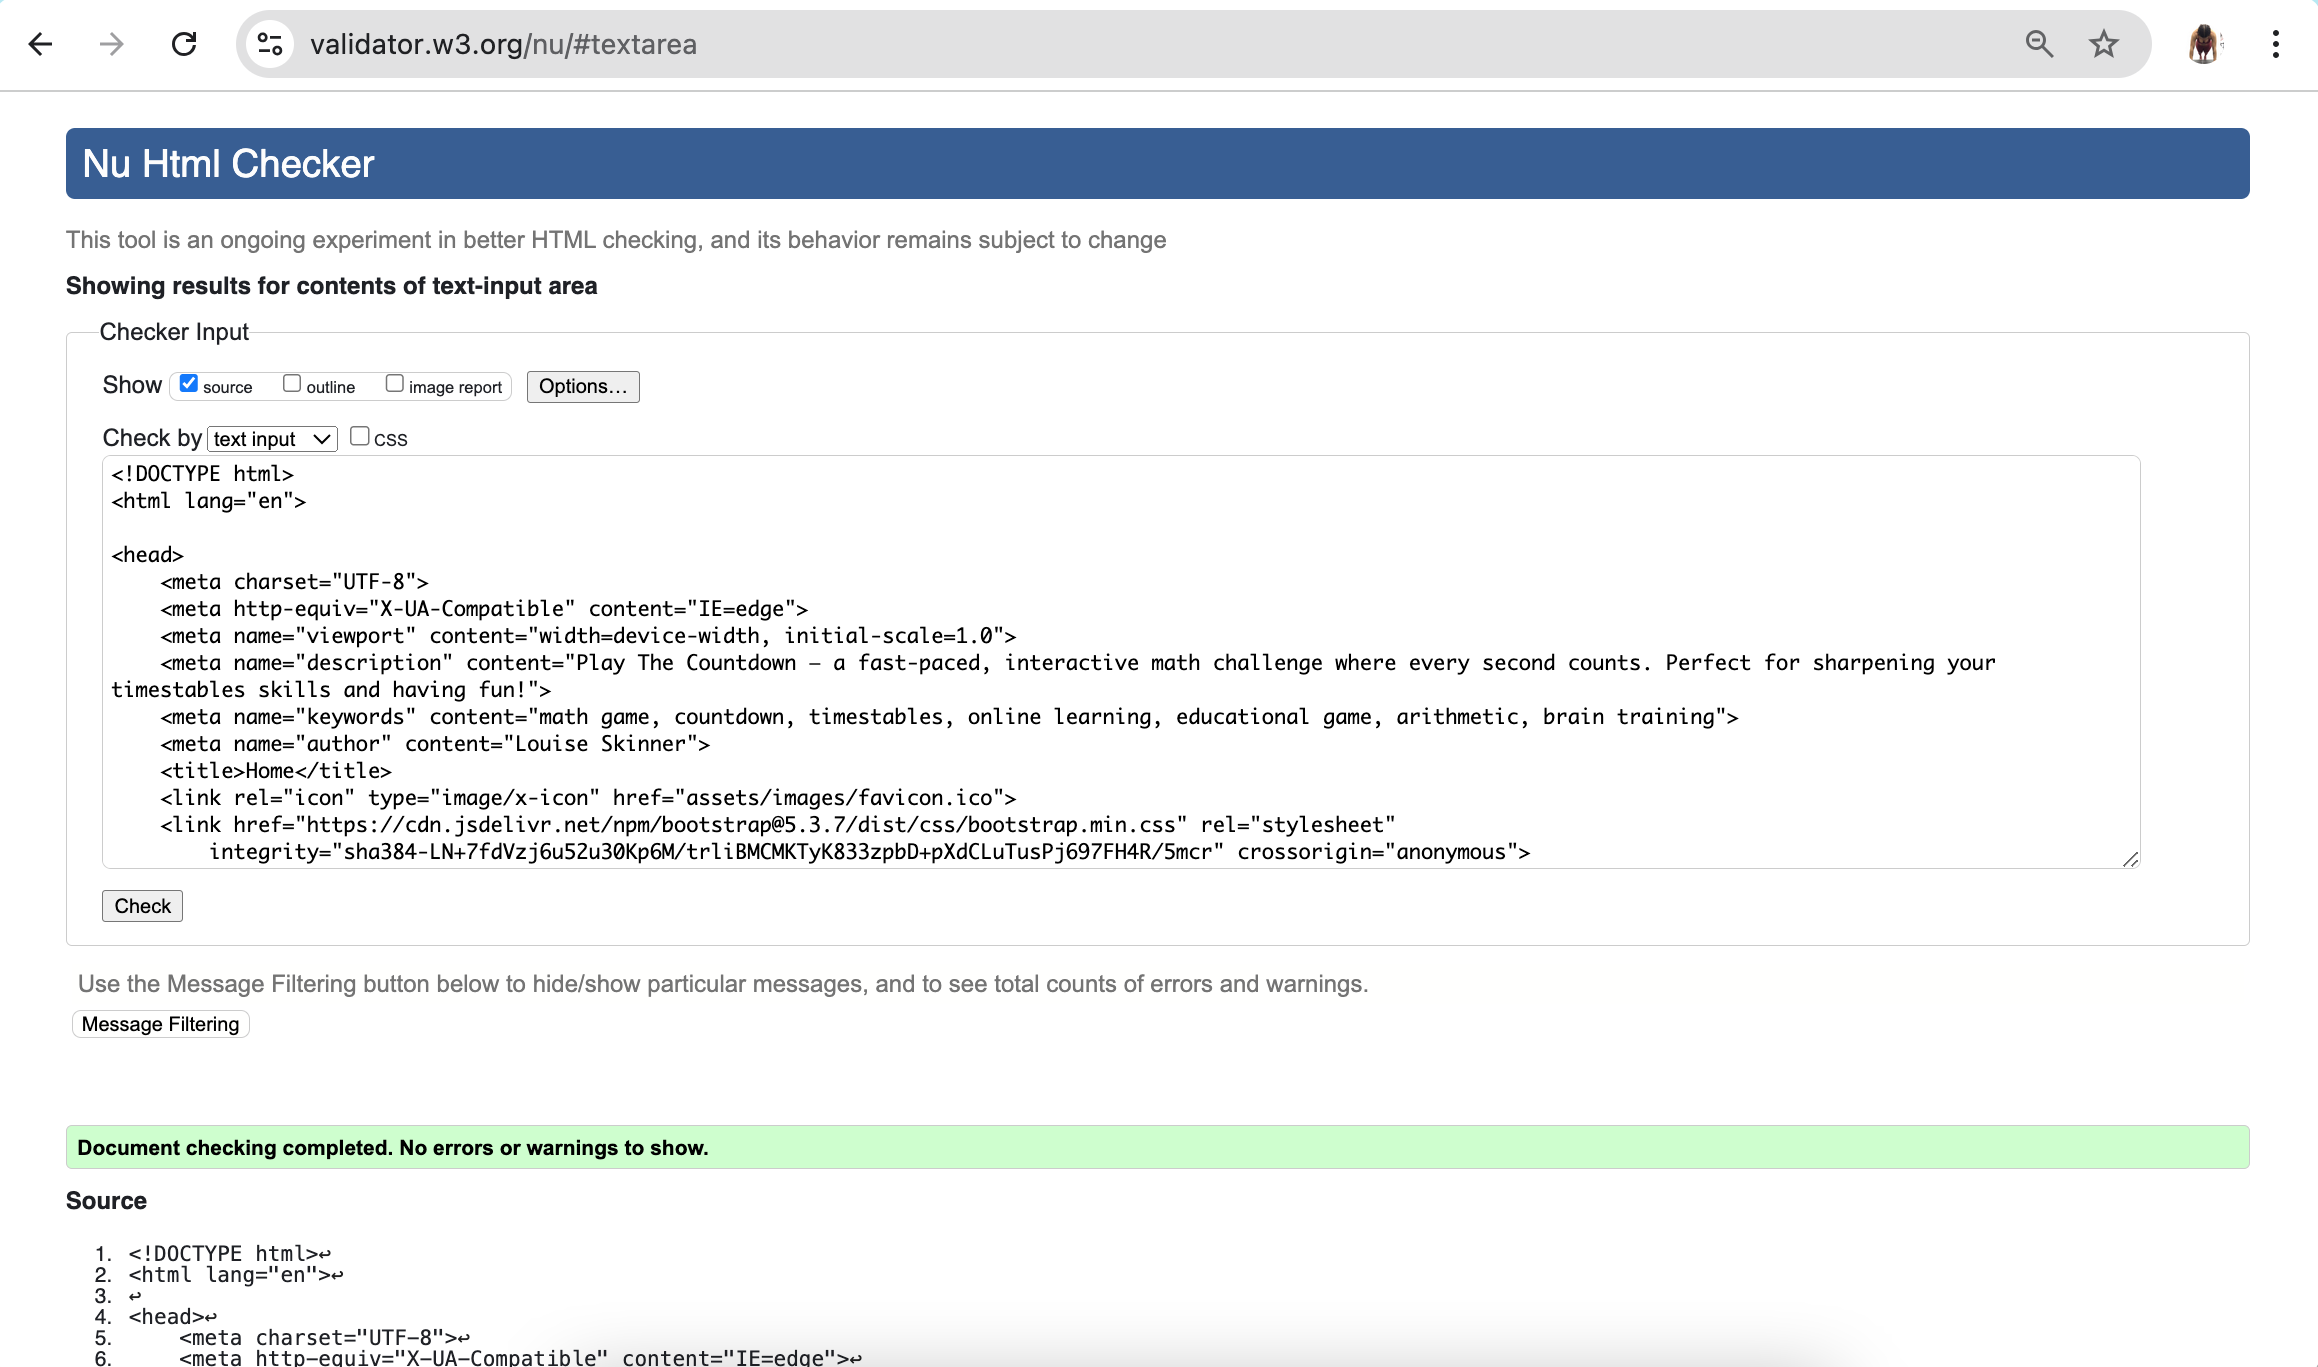 validator.w3.org/nu/#textarea
Nu Html Checker
This tool is an ongoing experiment in better HTML checking, and its behavior remains subject to change
Showing results for contents of text-input area
Checker Input
Show source outline image report Options...
Check by text input CSS
<!DOCTYPE html>
<html lang="en">
<head>
<meta charset="UTF-8">
<meta http-equiv="X-UA-Compatible" content="IE=edge">
<meta name="viewport" content="width=device-width, initial-scale=1.0">
<meta name="description" content="Play The Countdown – a fast-paced, interactive math challenge where every second counts. Perfect for sharpening your
timestables skills and having fun!">
<meta name="keywords" content="math game, countdown, timestables, online learning, educational game, arithmetic, brain training">
<meta name="author" content="Louise Skinner">
<title>Home</title>
<link rel="icon" type="image/x-icon" href="assets/images/favicon.ico">
<link href="https://cdn.jsdelivr.net/npm/bootstrap@5.3.7/dist/css/bootstrap.min.css" rel="stylesheet"
integrity="sha384-LN+7fdVzj6u52u30Kp6M/trliBMCMKTyK833zpbD+pXdCLuTusPj697FH4R/5mcr" crossorigin="anonymous">
Check
Use the Message Filtering button below to hide/show particular messages, and to see total counts of errors and warnings.
Message Filtering
Document checking completed. No errors or warnings to show.
Source
1. <!DOCTYPE html>↩
2. <html lang="en">↩
3. ↩
4. <head>↩
5. <meta charset="UTF-8">↩
6. <meta http-equiv="X-UA-Compatible" content="IE=edge">↩